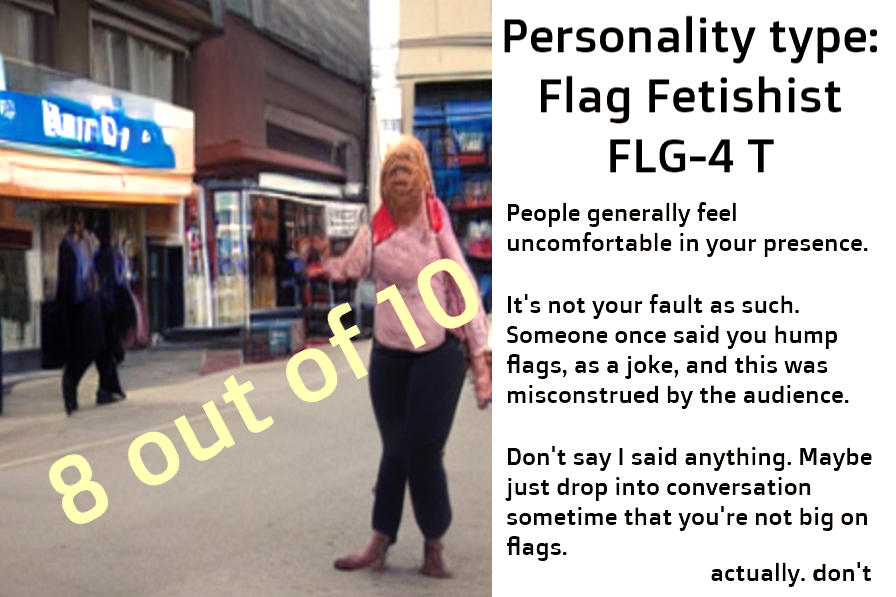 Personality type:
Flag Fetishist
FLG-4 T
People generally feel
uncomfortable in your presence.
It's not your fault as such.
Someone once said you hump
flags, as a joke, and this was
misconstrued by the audience.
Don't say I said anything. Maybe
just drop into conversation
sometime that you're not big on
flags.
actually. don't
8 out of 10